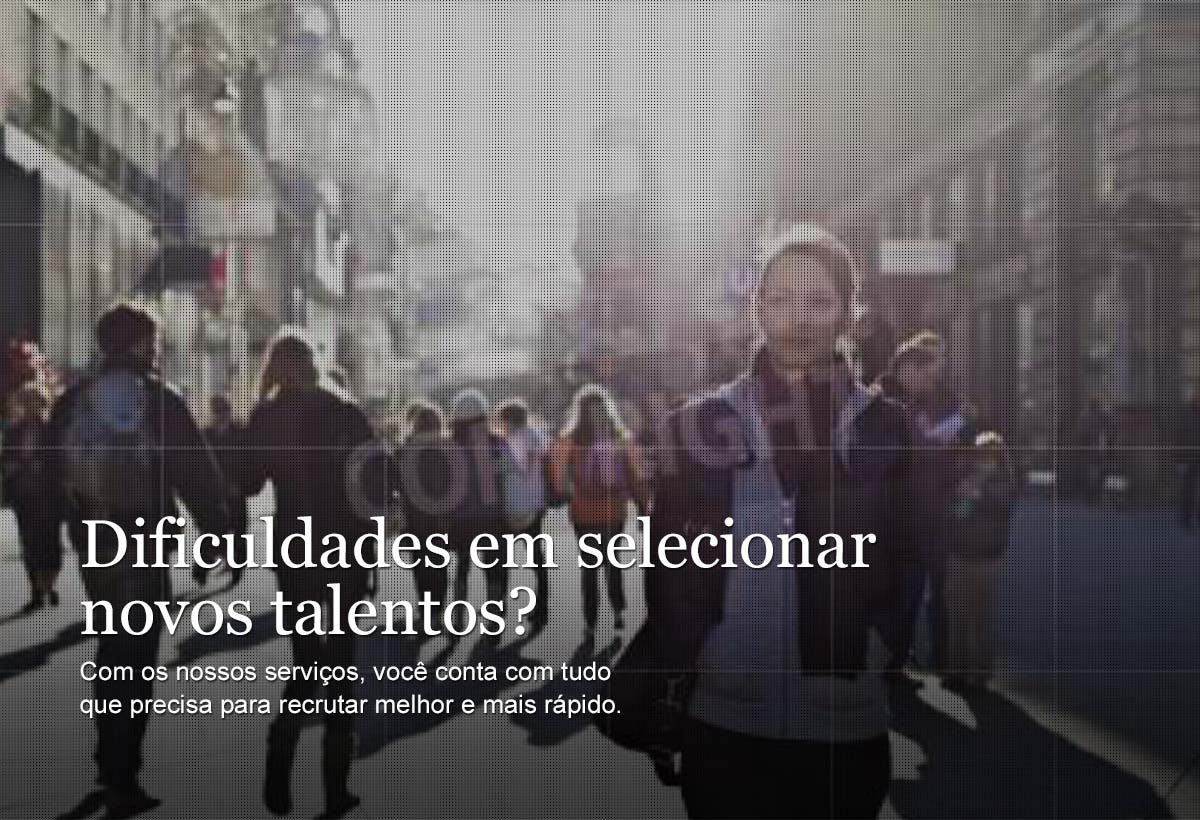 Dificuldades em selecionar
novos talentos?
Com os nossos serviços, você conta com tudo
que precisa para recrutar melhor e mais rápido.